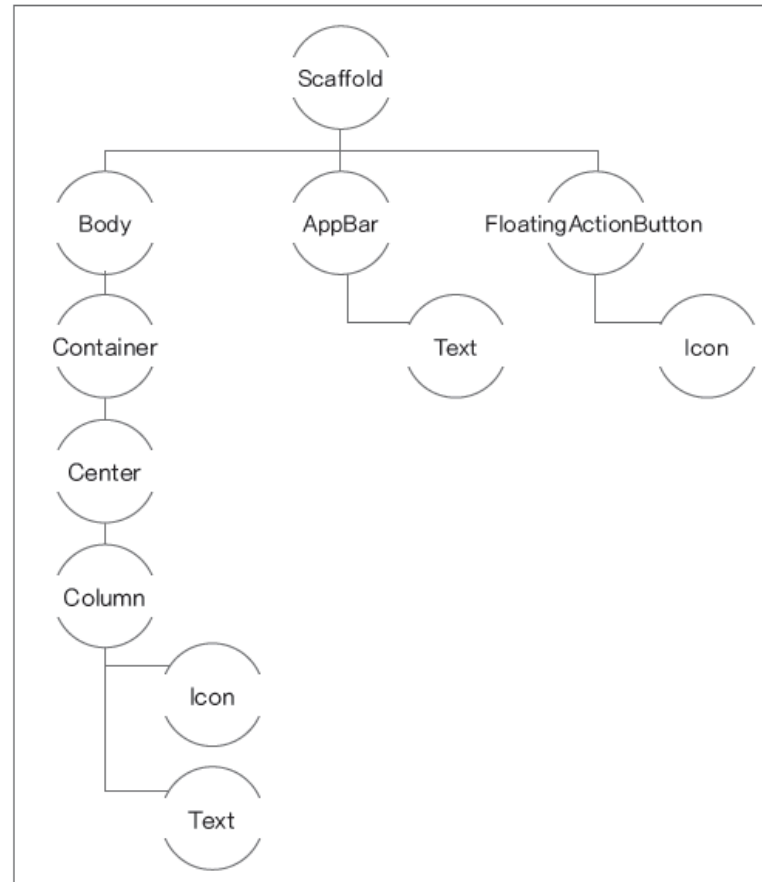 Scaffold
Body
AppBar
FloatingActionButton
Container
Text
Icon
Center
Column
Icon
Text